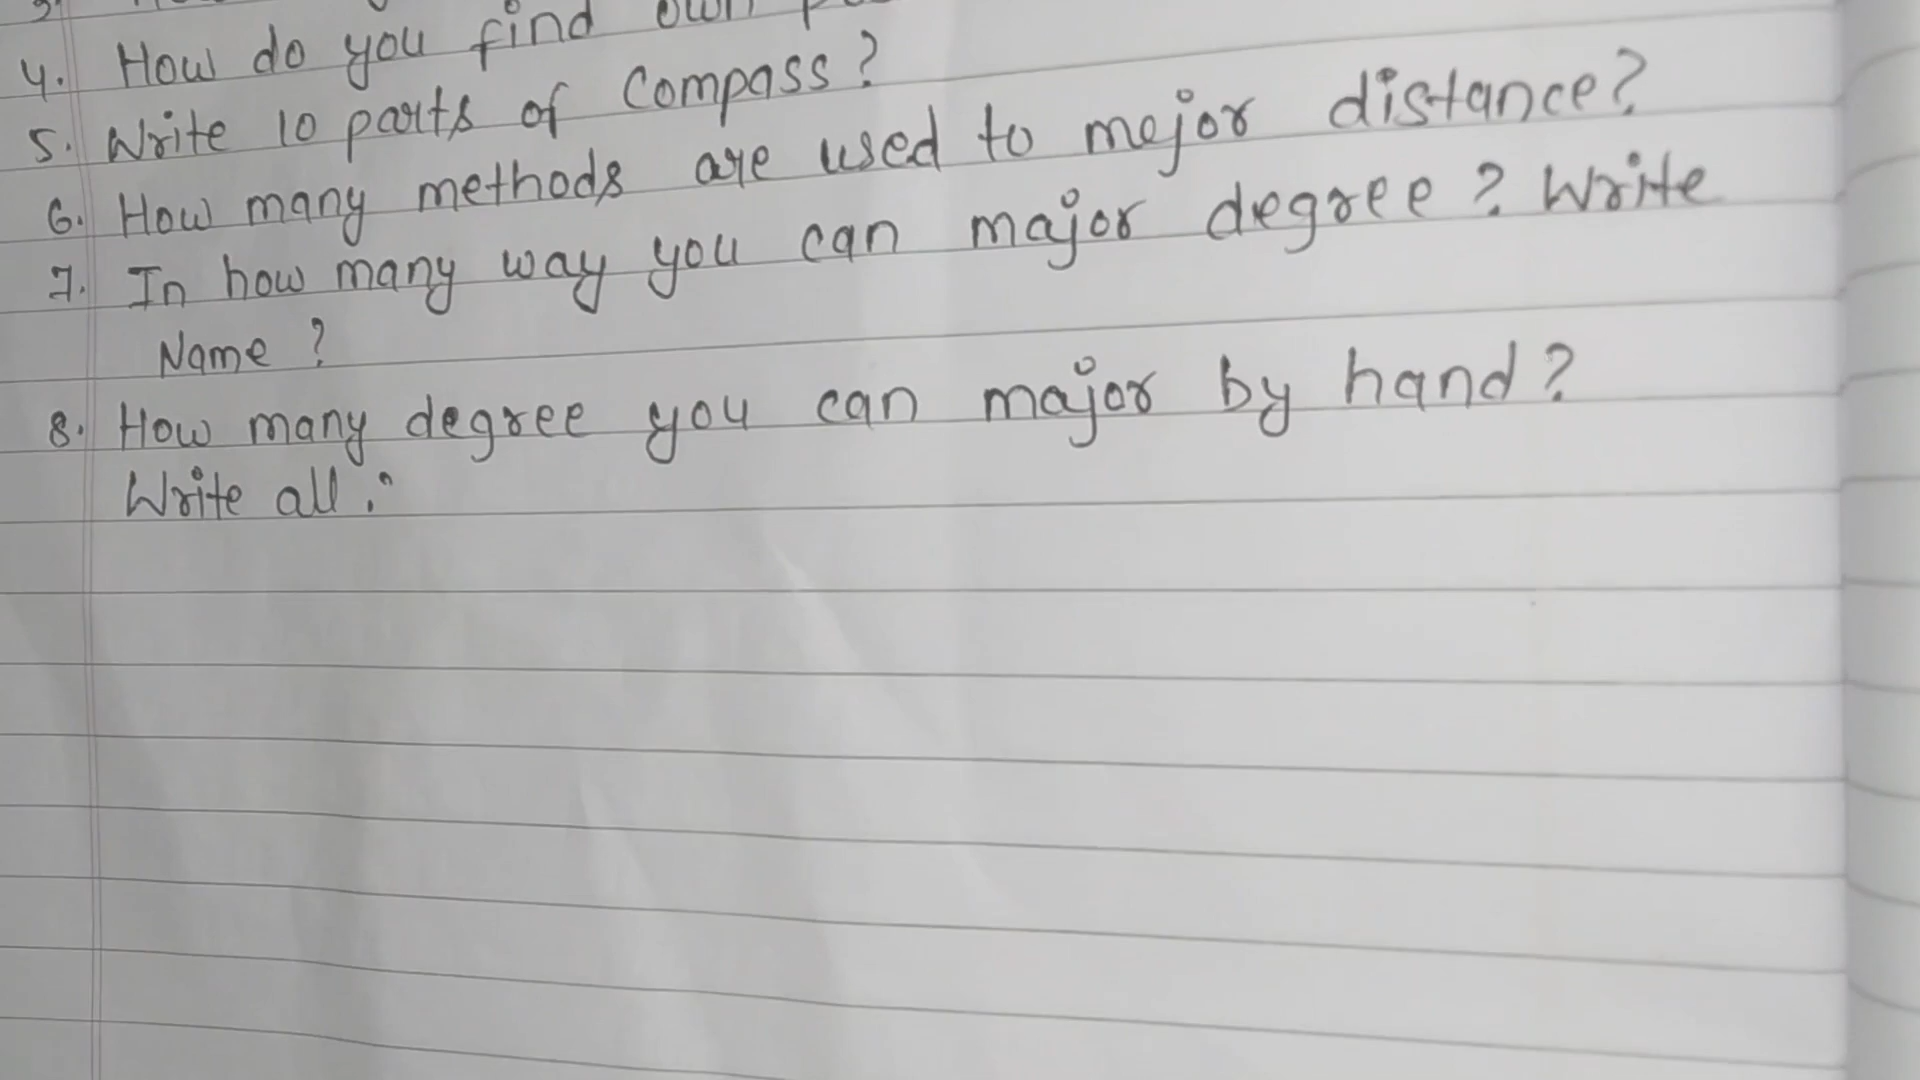 4. How do you find own
5. Write 10 parts of Compass?
6. How many methods are used to mejor distance?
7. In how many way you can major degree? Write
Name?
8. How many degree you can major by hand?
Write all :